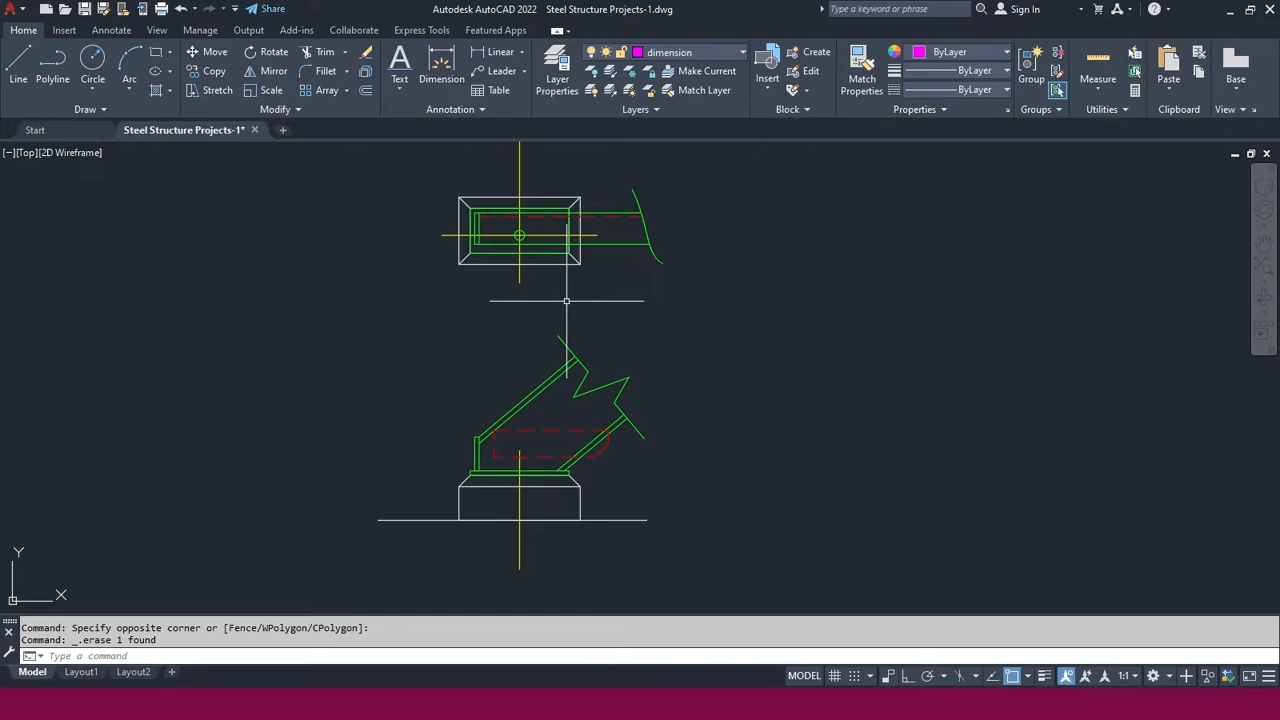 Share
Autodesk AutoCAD 2022 Steel Structure Projects-1.dwg
Type a keyword or phrase
Sign In
Home Insert Annotate Parametric View Manage Output Add-ins Collaborate Express Tools Featured Apps
Line Polyline Circle Arc
Draw
Move Rotate Trim
Copy Mirror Fillet
Stretch Scale Array
Modify
Text Dimension
Linear
Leader
Table
Annotation
Layer Properties
dimension
Make Current
Match Layer
Layers
Insert
Create
Edit
Block
Match Properties
ByLayer
ByLayer
ByLayer
Properties
Group
Groups
Measure
Utilities
Paste
Clipboard
Base
View
Start Steel Structure Projects-1*
[−][Top][2D Wireframe]
Y
X
Command: Specify opposite corner or [Fence/WPolygon/CPolygon]:
Command: _.erase 1 found
Type a command
Model Layout1 Layout2
MODEL 1:1